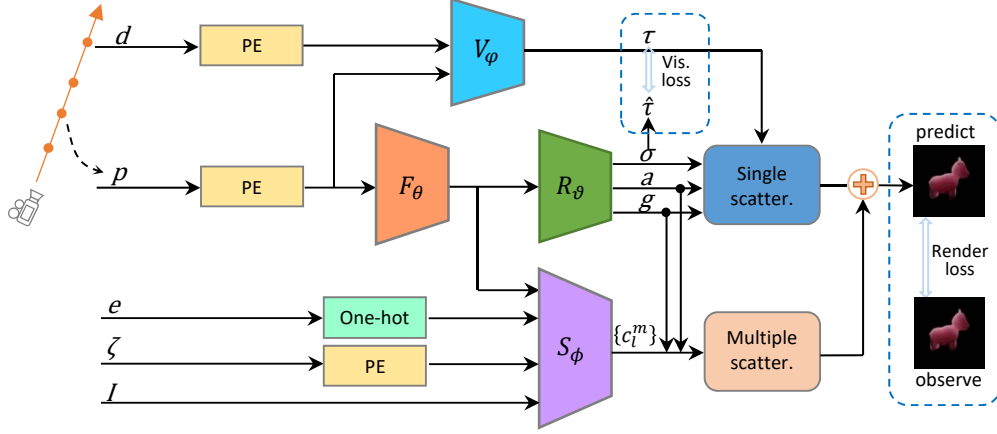 d
PE
V_φ
τ
Vis.
loss
τ̂
predict
p
PE
F_θ
R_ϑ
σ
a
g
Single
scatter.
Render
loss
e
One-hot
ζ
PE
I
S_ϕ
{c_l^m}
Multiple
scatter.
observe